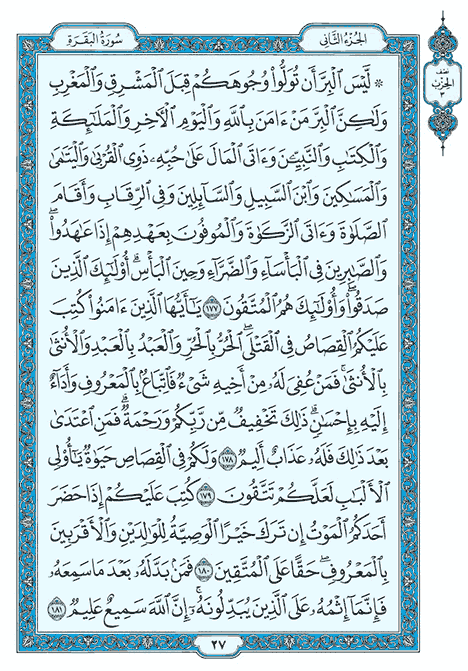 الجزء الثاني
سورة البقرة
نصف
الحزب
٣
* لَّيْسَ ٱلْبِرَّ أَن تُوَلُّوا۟ وُجُوهَكُمْ قِبَلَ ٱلْمَشْرِقِ وَٱلْمَغْرِبِ
وَلَٰكِنَّ ٱلْبِرَّ مَنْ ءَامَنَ بِٱللَّهِ وَٱلْيَوْمِ ٱلْءَاخِرِ وَٱلْمَلَٰٓئِكَةِ
وَٱلْكِتَٰبِ وَٱلنَّبِيِّـۧنَ وَءَاتَى ٱلْمَالَ عَلَىٰ حُبِّهِۦ ذَوِى ٱلْقُرْبَىٰ وَٱلْيَتَٰمَىٰ
وَٱلْمَسَٰكِينَ وَٱبْنَ ٱلسَّبِيلِ وَٱلسَّآئِلِينَ وَفِى ٱلرِّقَابِ وَأَقَامَ
ٱلصَّلَوٰةَ وَءَاتَى ٱلزَّكَوٰةَ وَٱلْمُوفُونَ بِعَهْدِهِمْ إِذَا عَٰهَدُوا۟ۖ
وَٱلصَّٰبِرِينَ فِى ٱلْبَأْسَآءِ وَٱلضَّرَّآءِ وَحِينَ ٱلْبَأْسِۗ أُو۟لَٰٓئِكَ ٱلَّذِينَ
صَدَقُوا۟ۖ وَأُو۟لَٰٓئِكَ هُمُ ٱلْمُتَّقُونَ ١٧٧ يَٰٓأَيُّهَا ٱلَّذِينَ ءَامَنُوا۟ كُتِبَ
عَلَيْكُمُ ٱلْقِصَاصُ فِى ٱلْقَتْلَىۖ ٱلْحُرُّ بِٱلْحُرِّ وَٱلْعَبْدُ بِٱلْعَبْدِ وَٱلْأُنثَىٰ
بِٱلْأُنثَىٰۚ فَمَنْ عُفِىَ لَهُۥ مِنْ أَخِيهِ شَىْءٌ فَٱتِّبَاعٌۢ بِٱلْمَعْرُوفِ وَأَدَآءٌ
إِلَيْهِ بِإِحْسَٰنٍۗ ذَٰلِكَ تَخْفِيفٌ مِّن رَّبِّكُمْ وَرَحْمَةٌۗ فَمَنِ ٱعْتَدَىٰ
بَعْدَ ذَٰلِكَ فَلَهُۥ عَذَابٌ أَلِيمٌ ١٧٨ وَلَكُمْ فِى ٱلْقِصَاصِ حَيَوٰةٌ يَٰٓأُو۟لِى
ٱلْأَلْبَٰبِ لَعَلَّكُمْ تَتَّقُونَ ١٧٩ كُتِبَ عَلَيْكُمْ إِذَا حَضَرَ
أَحَدَكُمُ ٱلْمَوْتُ إِن تَرَكَ خَيْرًا ٱلْوَصِيَّةُ لِلْوَٰلِدَيْنِ وَٱلْأَقْرَبِينَ
بِٱلْمَعْرُوفِۖ حَقًّا عَلَى ٱلْمُتَّقِينَ ١٨٠ فَمَنۢ بَدَّلَهُۥ بَعْدَ مَا سَمِعَهُۥ
فَإِنَّمَآ إِثْمُهُۥ عَلَى ٱلَّذِينَ يُبَدِّلُونَهُۥٓۚ إِنَّ ٱللَّهَ سَمِيعٌ عَلِيمٌ ١٨١
٢٧